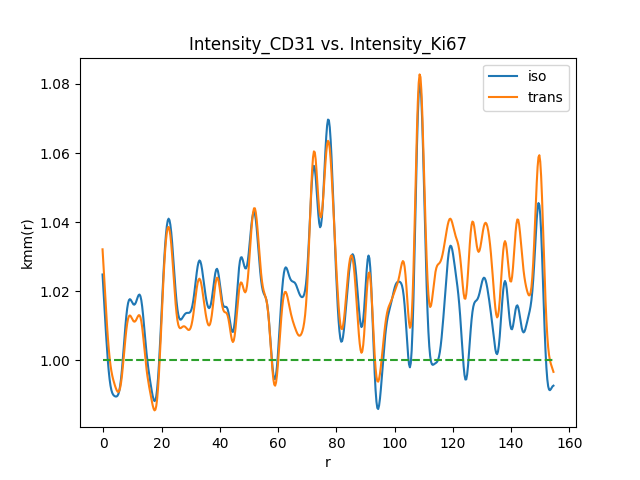 Intensity_CD31 vs. Intensity_Ki67
iso
trans
kmm(r)
1.08
1.06
1.04
1.02
1.00
0 20 40 60 80 100 120 140 160
r